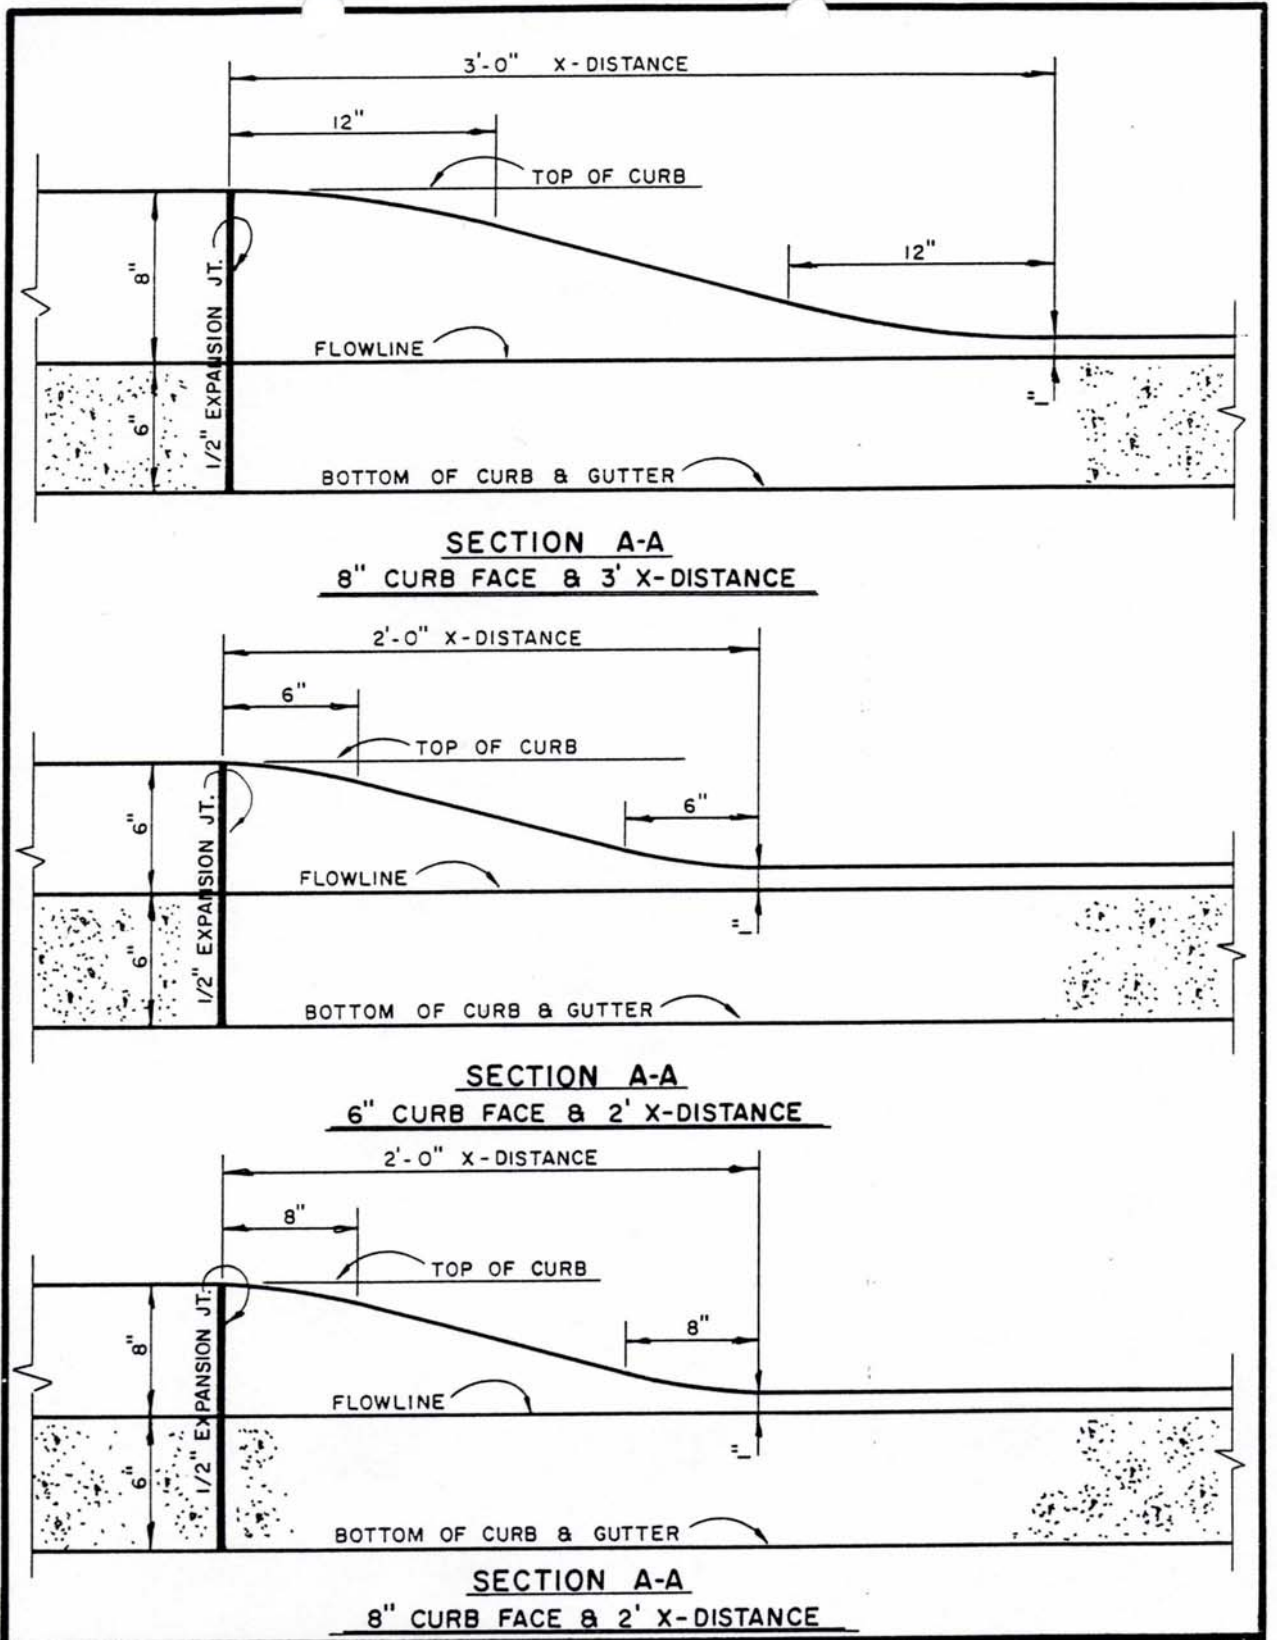 3'-0" X-DISTANCE
12"
TOP OF CURB
12"
8"
1/2" EXPANSION JT.
FLOWLINE
1"
6"
BOTTOM OF CURB & GUTTER
SECTION A-A
8" CURB FACE & 3' X-DISTANCE
2'-0" X-DISTANCE
6"
TOP OF CURB
6"
6"
1/2" EXPANSION JT.
FLOWLINE
1"
6"
BOTTOM OF CURB & GUTTER
SECTION A-A
6" CURB FACE & 2' X-DISTANCE
2'-0" X-DISTANCE
8"
TOP OF CURB
8"
8"
1/2" EXPANSION JT.
FLOWLINE
1"
6"
BOTTOM OF CURB & GUTTER
SECTION A-A
8" CURB FACE & 2' X-DISTANCE